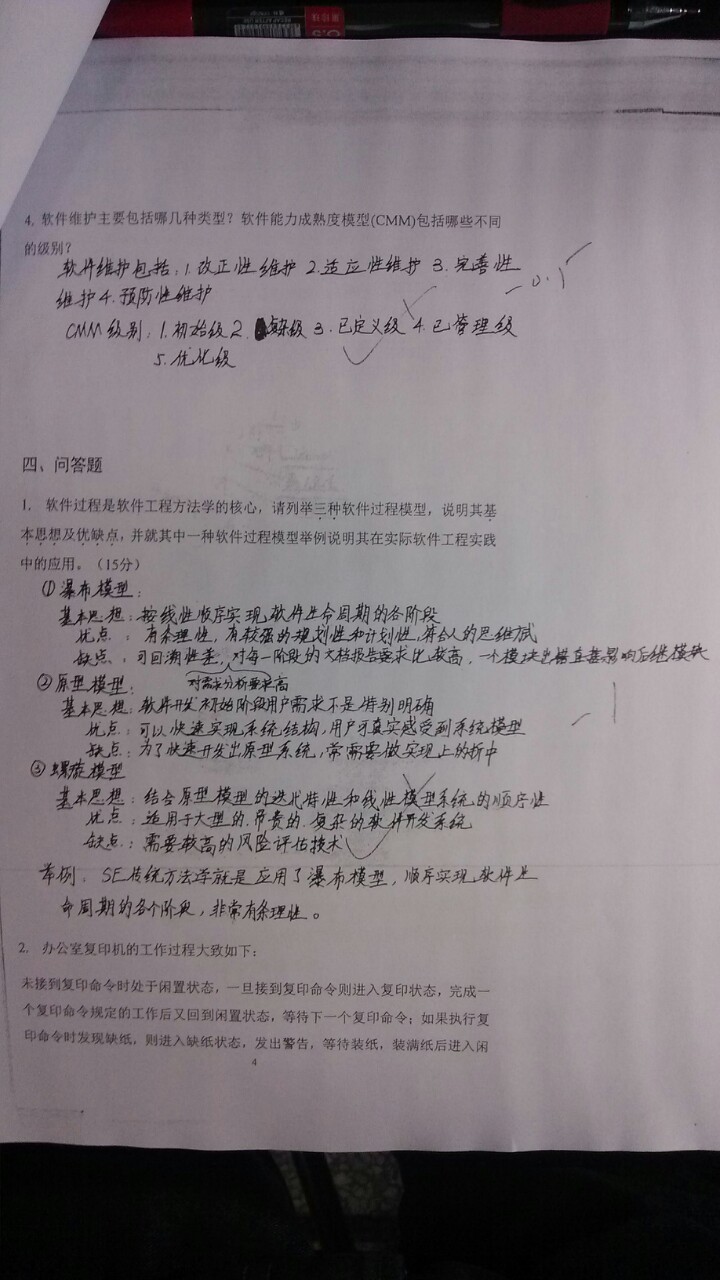 4. 软件维护主要包括哪几种类型？软件能力成熟度模型(CMM)包括哪些不同
的级别？
软件维护包括：1.改正性维护 2.适应性维护 3.完善性
维护4.预防性维护
-0.5
CMM级别：1.初始级2. 级3.已定义级 4.已管理级
5.优化级
四、问答题
1. 软件过程是软件工程方法学的核心，请列举三种软件过程模型，说明其基
本思想及优缺点，并就其中一种软件过程模型举例说明其在实际软件工程实践
中的应用。（15分）
①瀑布模型：
基本思想：按线性顺序实现软件生命周期的各阶段
优点：有条理性，有较强的规划性和计划性，符合人的思维方式
缺点：可回溯性差，对每一阶段的文档报告要求比较高，一个模块出错直接影响后继模块
对需求分析要求高
②原型模型：
基本思想：软件开发初始阶段用户需求不是特别明确
优点：可以快速实现系统结构，用户可真实感受到系统模型
-1
缺点：为了快速开发出原型系统，常需要做实现上的折中
③螺旋模型
基本思想：结合原型模型的迭代特性和线性模型系统的顺序性
优点：适用于大型的.昂贵的.复杂的软件开发系统
缺点：需要较高的风险评估技术
举例：SE传统方法学就是应用了瀑布模型，顺序实现软件生
命周期的各个阶段，非常有条理性。
2. 办公室复印机的工作过程大致如下：
未接到复印命令时处于闲置状态，一旦接到复印命令则进入复印状态，完成一
个复印命令规定的工作后又回到闲置状态，等待下一个复印命令；如果执行复
印命令时发现缺纸，则进入缺纸状态，发出警告，等待装纸，装满纸后进入闲
4